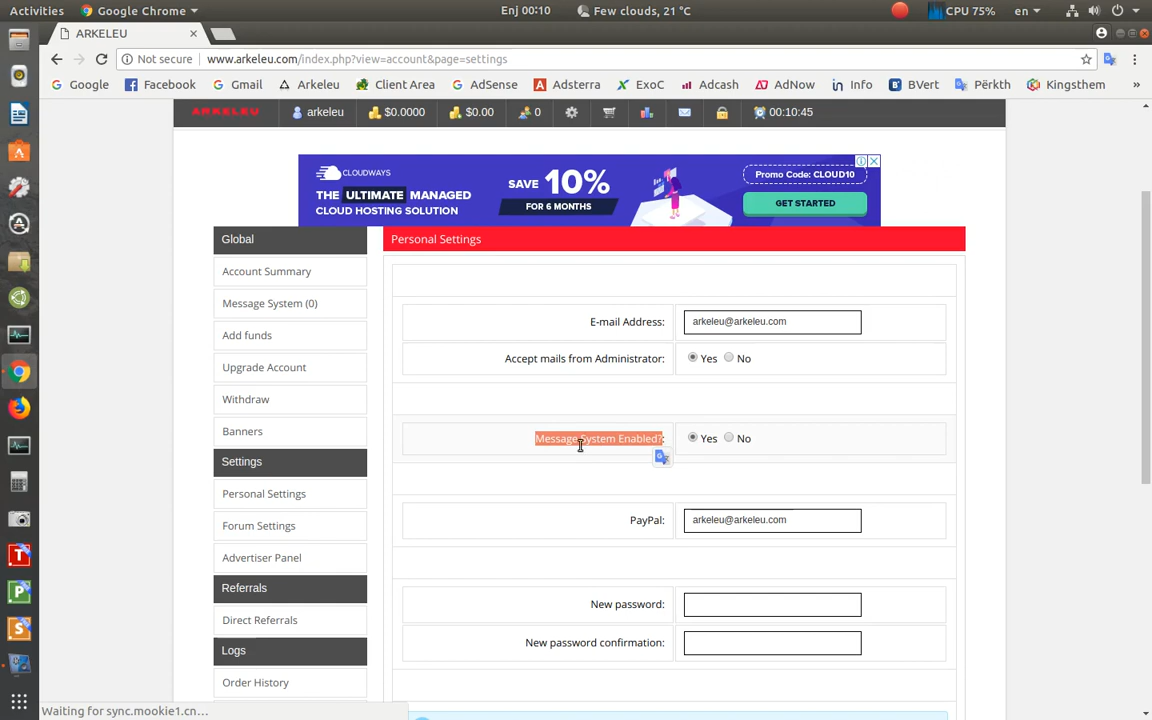 Activities Google Chrome Enj 00:10 Few clouds, 21 °C CPU 75% en
ARKELEU
Not secure www.arkeleu.com/index.php?view=account&page=settings
Google Facebook Gmail Arkeleu Client Area AdSense Adsterra ExoC Adcash AdNow Info BVert Përkth Kingsthem »
ARKELEU arkeleu $0.0000 $0.00 0 00:10:45
CLOUDWAYS
THE ULTIMATE MANAGED
CLOUD HOSTING SOLUTION
SAVE 10%
FOR 6 MONTHS
Promo Code: CLOUD10
GET STARTED
Global
Account Summary
Message System (0)
Add funds
Upgrade Account
Withdraw
Banners
Settings
Personal Settings
Forum Settings
Advertiser Panel
Referrals
Direct Referrals
Logs
Order History
Personal Settings
E-mail Address: arkeleu@arkeleu.com
Accept mails from Administrator: Yes No
Message System Enabled?: Yes No
PayPal: arkeleu@arkeleu.com
New password:
New password confirmation:
Waiting for sync.mookie1.cn...